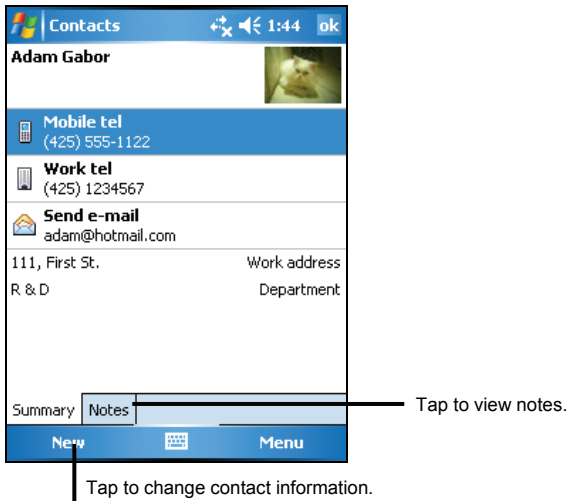 Contacts 1:44 ok
Adam Gabor
Mobile tel
(425) 555-1122
Work tel
(425) 1234567
Send e-mail
adam@hotmail.com
111, First St. Work address
R & D Department
Summary Notes
Tap to view notes.
New Menu
Tap to change contact information.